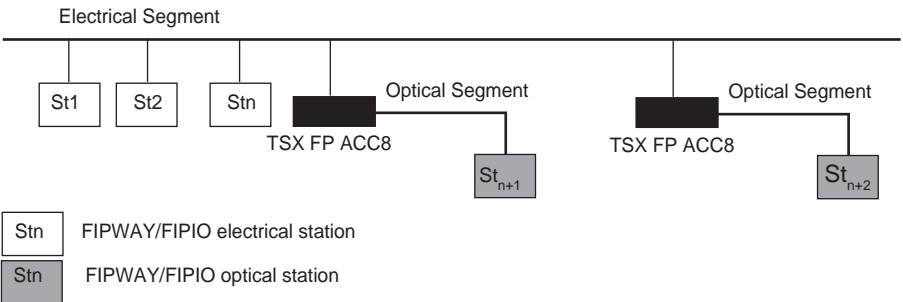 Electrical Segment
St1
St2
Stn
Optical Segment
TSX FP ACC8
Stn+1
Optical Segment
TSX FP ACC8
Stn+2
Stn
FIPWAY/FIPIO electrical station
Stn
FIPWAY/FIPIO optical station